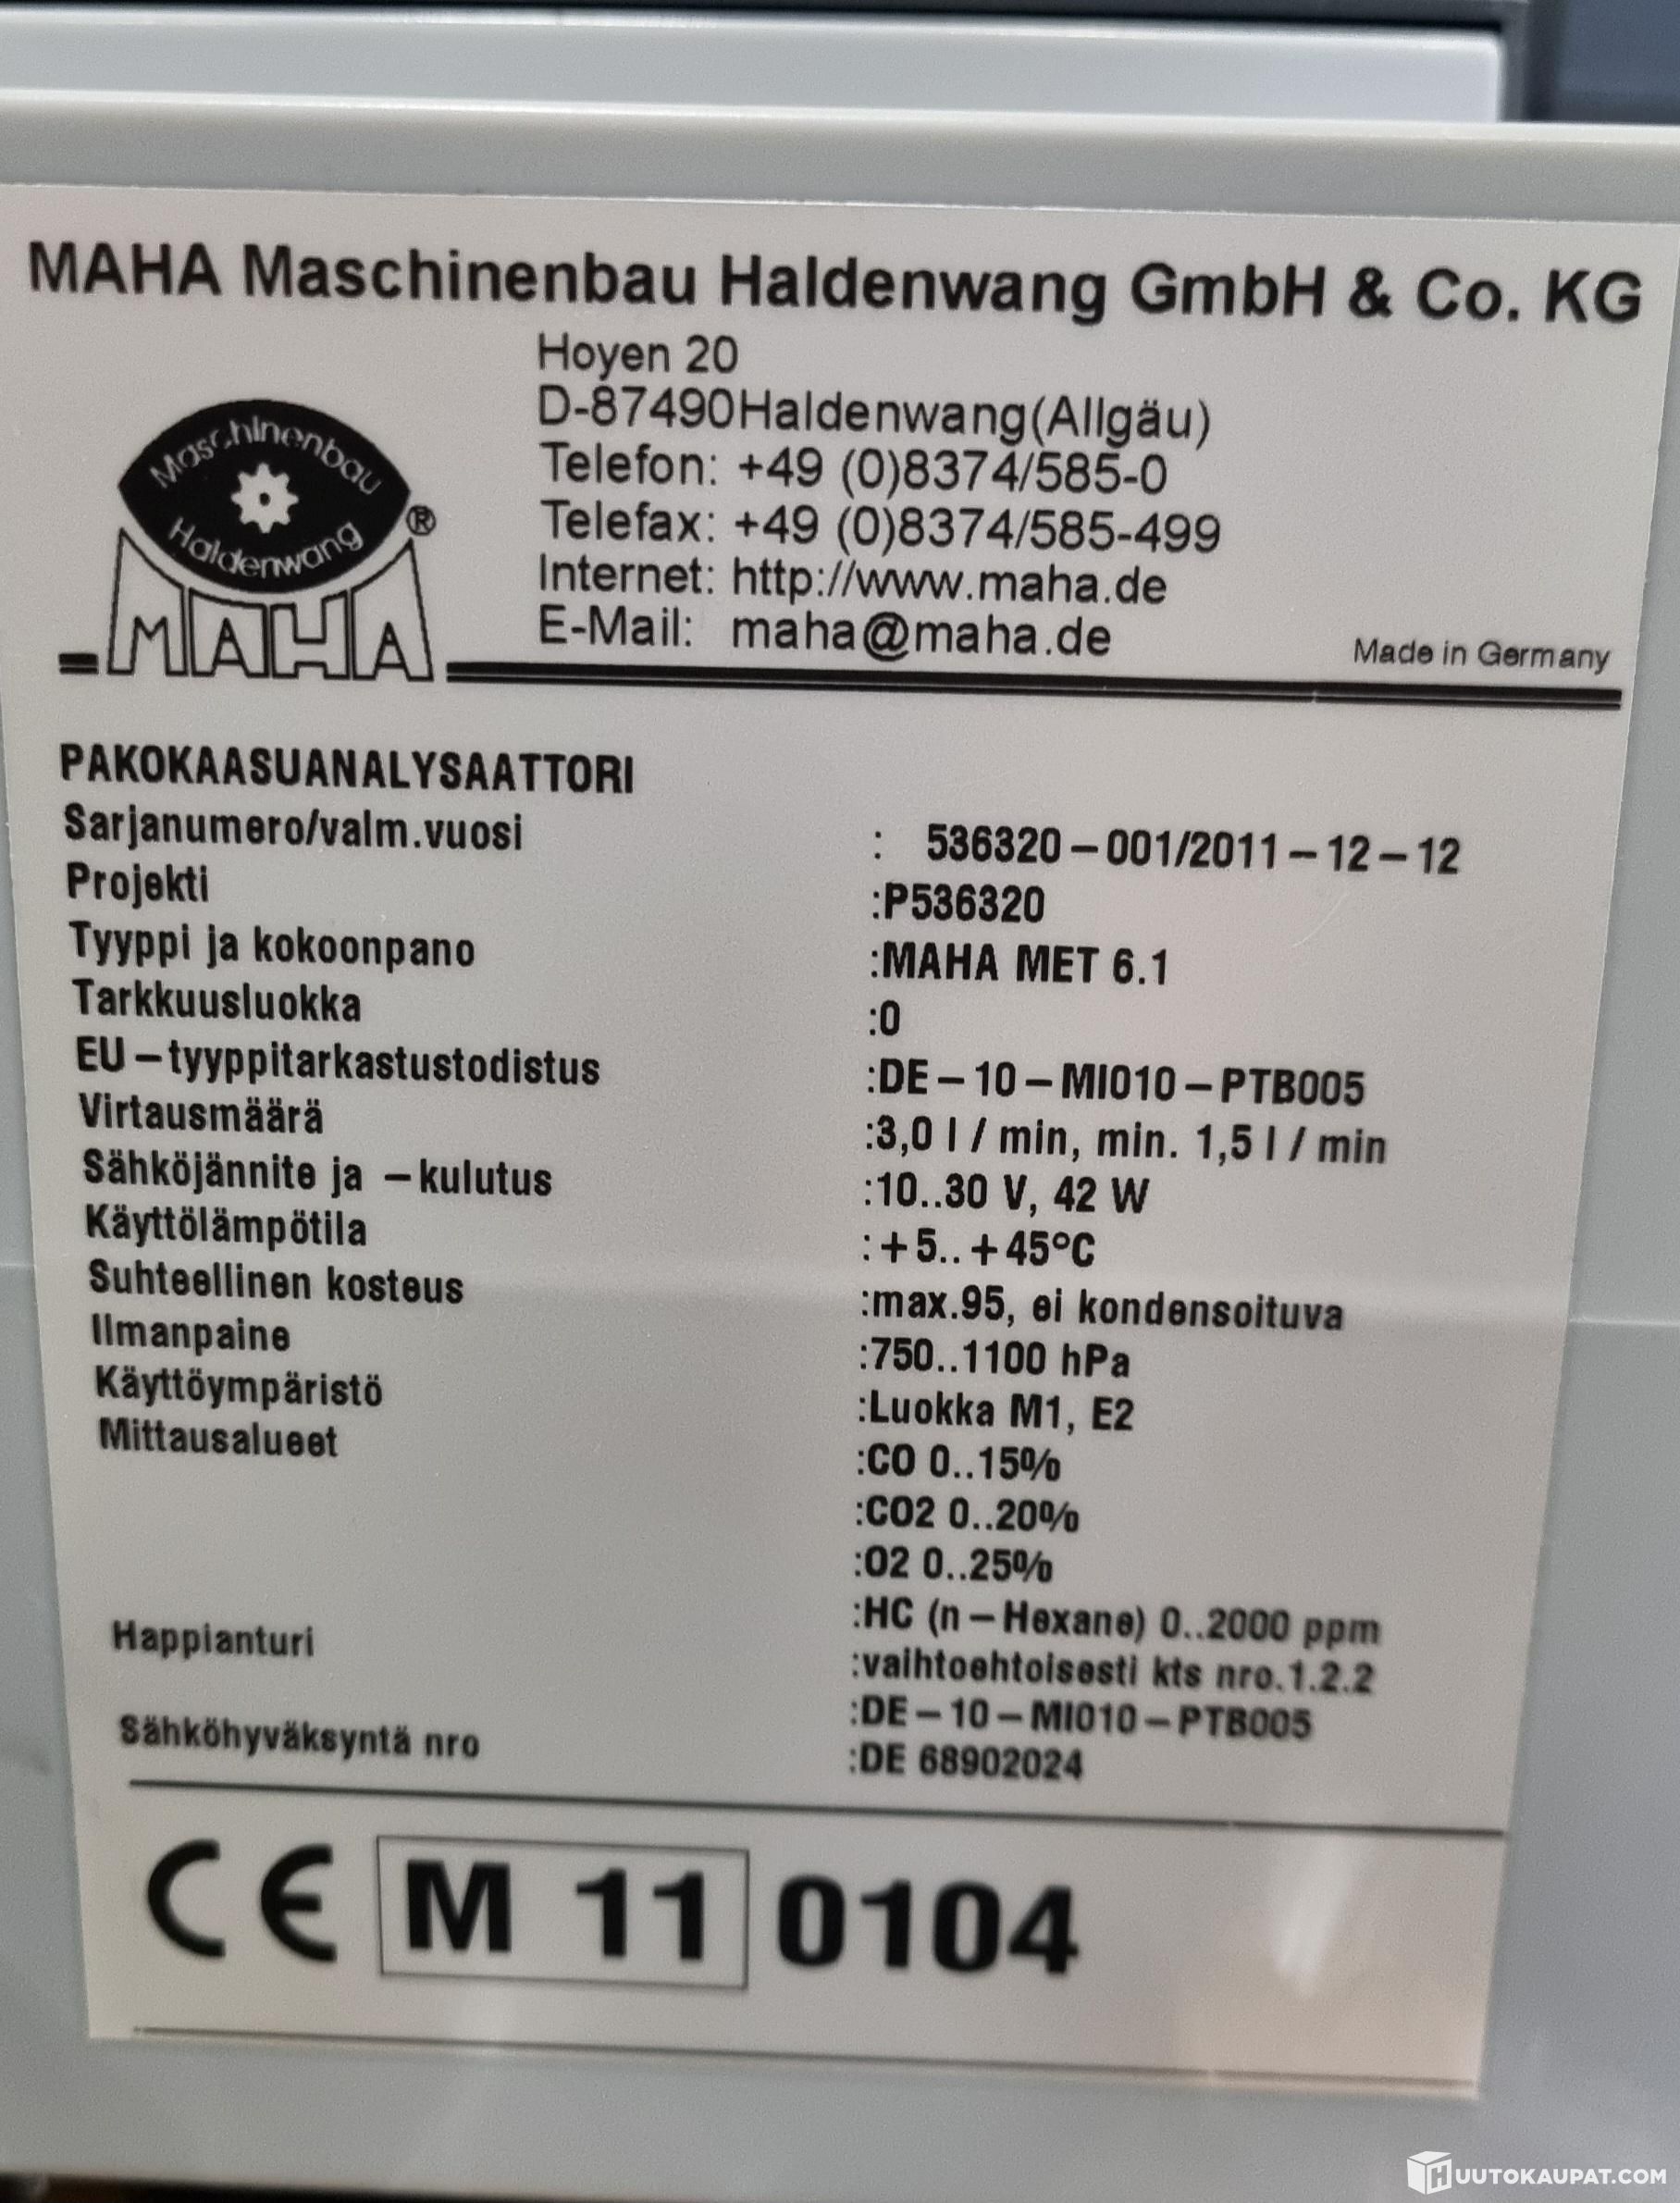 MAHA Maschinenbau Haldenwang GmbH & Co. KG
Hoyen 20
D-87490Haldenwang(Allgäu)
Telefon: +49 (0)8374/585-0
Telefax: +49 (0)8374/585-499
Internet: http://www.maha.de
E-Mail: maha@maha.de
Made in Germany
Maschinenbau
Haldenwang
®
MAHA
PAKOKAASUANALYSAATTORI
Sarjanumero/valm.vuosi : 536320-001/2011-12-12
Projekti :P536320
Tyyppi ja kokoonpano :MAHA MET 6.1
Tarkkuusluokka :0
EU-tyyppitarkastustodistus :DE-10-MI010-PTB005
Virtausmäärä :3,0 l / min, min. 1,5 l / min
Sähköjännite ja -kulutus :10..30 V, 42 W
Käyttölämpötila :+5..+45°C
Suhteellinen kosteus :max.95, ei kondensoituva
Ilmanpaine :750..1100 hPa
Käyttöympäristö :Luokka M1, E2
Mittausalueet :CO 0..15%
:CO2 0..20%
:O2 0..25%
:HC (n-Hexane) 0..2000 ppm
Happianturi :vaihtoehtoisesti kts nro.1.2.2
:DE-10-MI010-PTB005
Sähköhyväksyntä nro :DE 68902024
CE M 11 0104
HUUTOKAUPAT.COM